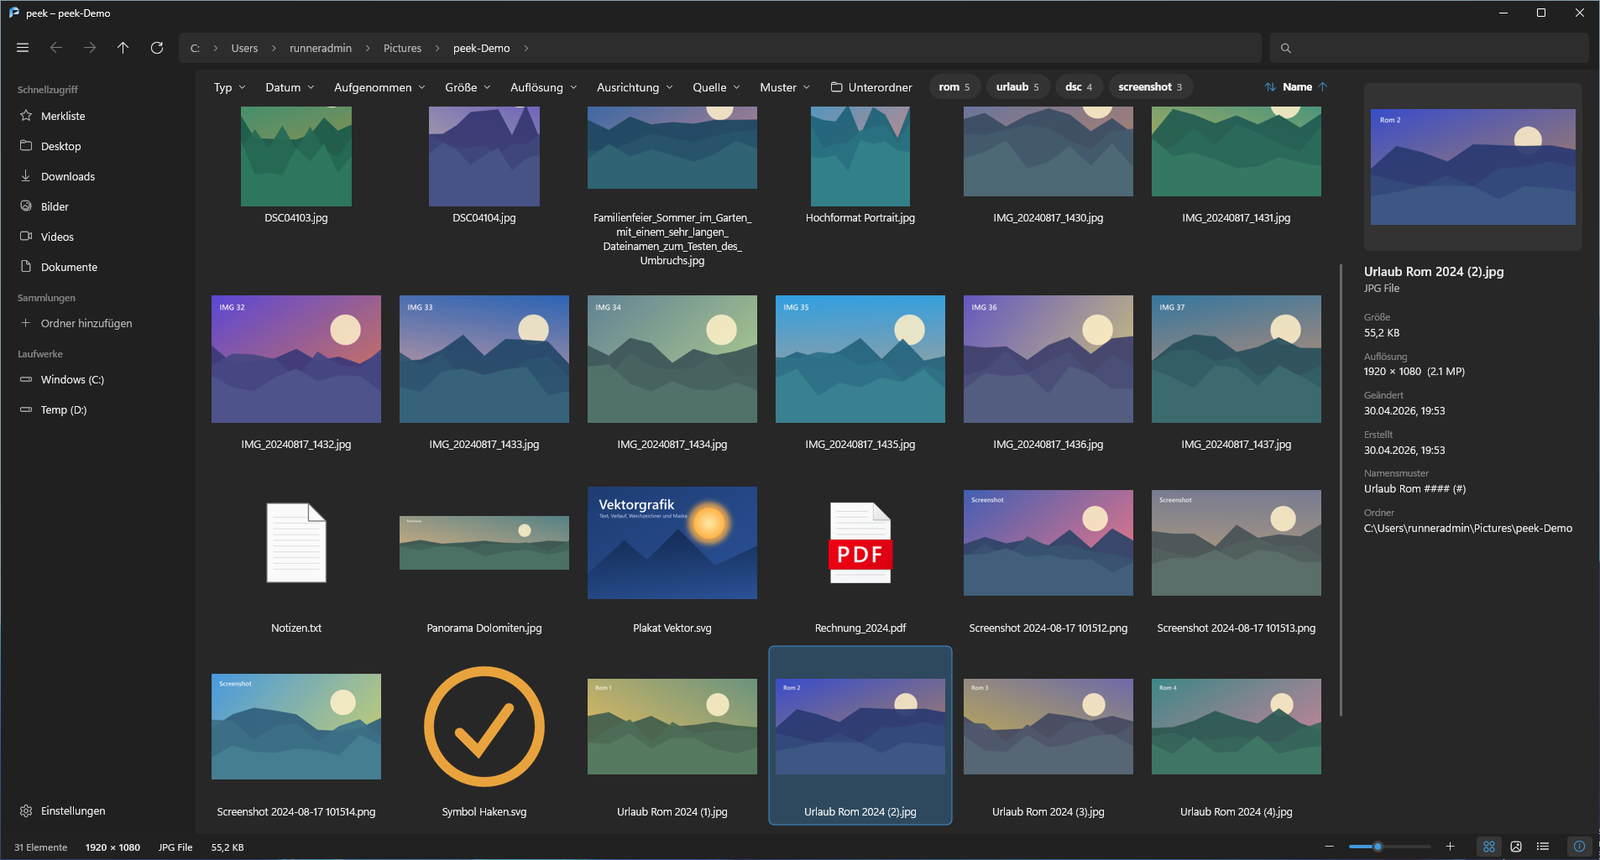 peek – peek-Demo
C: > Users > runneradmin > Pictures > peek-Demo >
Schnellzugriff
Merkliste
Desktop
Downloads
Bilder
Videos
Dokumente
Sammlungen
Ordner hinzufügen
Laufwerke
Windows (C:)
Temp (D:)
Einstellungen
Typ Datum Aufgenommen Größe Auflösung Ausrichtung Quelle Muster Unterordner rom 5 urlaub 5 dsc 4 screenshot 3 Name
DSC04103.jpg
DSC04104.jpg
Familienfeier_Sommer_im_Garten_
mit_einem_sehr_langen_
Dateinamen_zum_Testen_des_
Umbruchs.jpg
Hochformat Portrait.jpg
IMG_20240817_1430.jpg
IMG_20240817_1431.jpg
IMG 32
IMG_20240817_1432.jpg
IMG 33
IMG_20240817_1433.jpg
IMG 34
IMG_20240817_1434.jpg
IMG 35
IMG_20240817_1435.jpg
IMG 36
IMG_20240817_1436.jpg
IMG 37
IMG_20240817_1437.jpg
Notizen.txt
Panorama Dolomiten.jpg
Vektorgrafik
Text, Verlauf, Weichzeichner und Maske
Plakat Vektor.svg
PDF
Rechnung_2024.pdf
Screenshot
Screenshot 2024-08-17 101512.png
Screenshot
Screenshot 2024-08-17 101513.png
Screenshot
Screenshot 2024-08-17 101514.png
Symbol Haken.svg
Rom 1
Urlaub Rom 2024 (1).jpg
Rom 2
Urlaub Rom 2024 (2).jpg
Rom 3
Urlaub Rom 2024 (3).jpg
Rom 4
Urlaub Rom 2024 (4).jpg
Rom 2
Urlaub Rom 2024 (2).jpg
JPG File
Größe
55,2 KB
Auflösung
1920 × 1080 (2.1 MP)
Geändert
30.04.2026, 19:53
Erstellt
30.04.2026, 19:53
Namensmuster
Urlaub Rom #### (#)
Ordner
C:\Users\runneradmin\Pictures\peek-Demo
31 Elemente 1920 × 1080 JPG File 55,2 KB